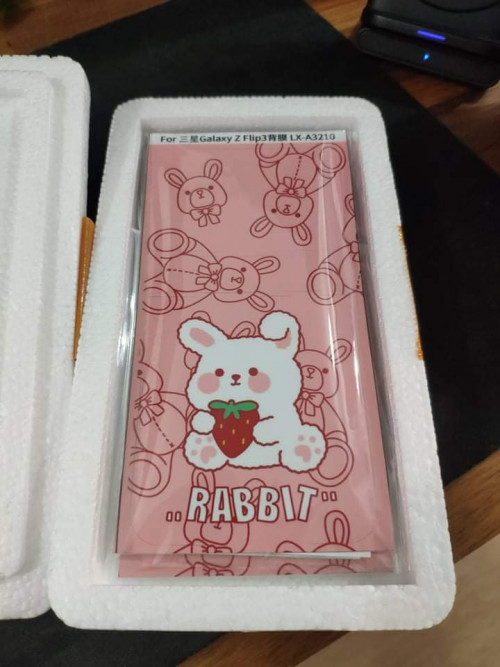 For 三星Galaxy Z Flip3背膜 LX-A3210
"RABBIT"